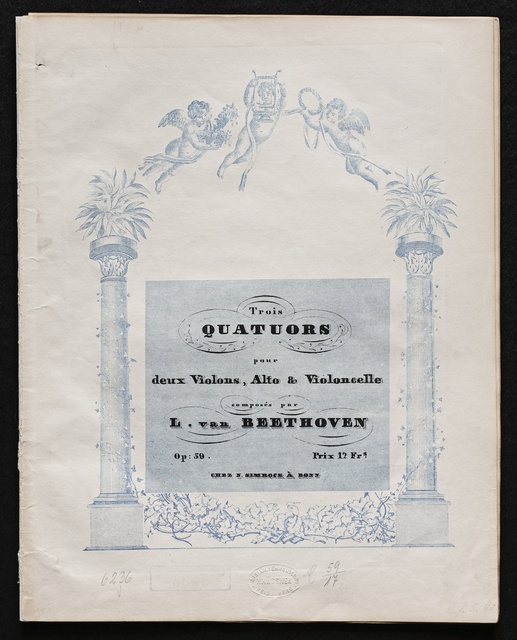 Trois
QUATUORS
pour
deux Violons, Alto & Violoncelle
composés par
L. van BEETHOVEN
Op: 59. Prix 12 Frs.
CHEZ N. SIMROCK À BONN
6296
59
17